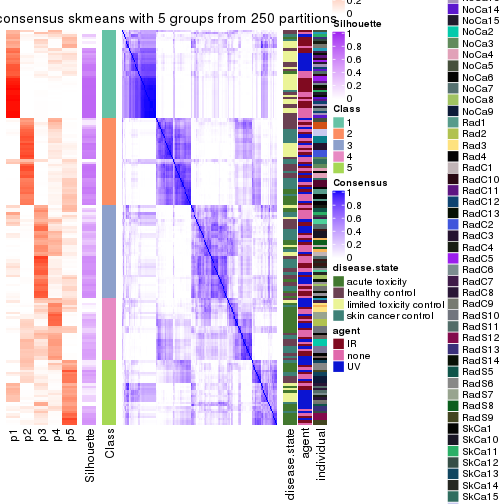 consensus skmeans with 5 groups from 250 partitions
p1
p2
p3
p4
p5
Silhouette
Class
disease.state
agent
individual
0.2
0
Silhouette
1
0.8
0.6
0.4
0.2
0
Class
1
2
3
4
5
Consensus
1
0.8
0.6
0.4
0.2
0
disease.state
acute toxicity
healthy control
limited toxicity control
skin cancer control
agent
IR
none
UV
NoCa14
NoCa15
NoCa2
NoCa3
NoCa4
NoCa5
NoCa6
NoCa7
NoCa8
NoCa9
Rad1
Rad2
Rad3
Rad4
RadC1
RadC10
RadC11
RadC12
RadC13
RadC2
RadC3
RadC4
RadC5
RadC6
RadC7
RadC8
RadC9
RadS10
RadS11
RadS12
RadS13
RadS14
RadS5
RadS6
RadS7
RadS8
RadS9
SkCa1
SkCa10
SkCa11
SkCa12
SkCa13
SkCa14
SkCa15